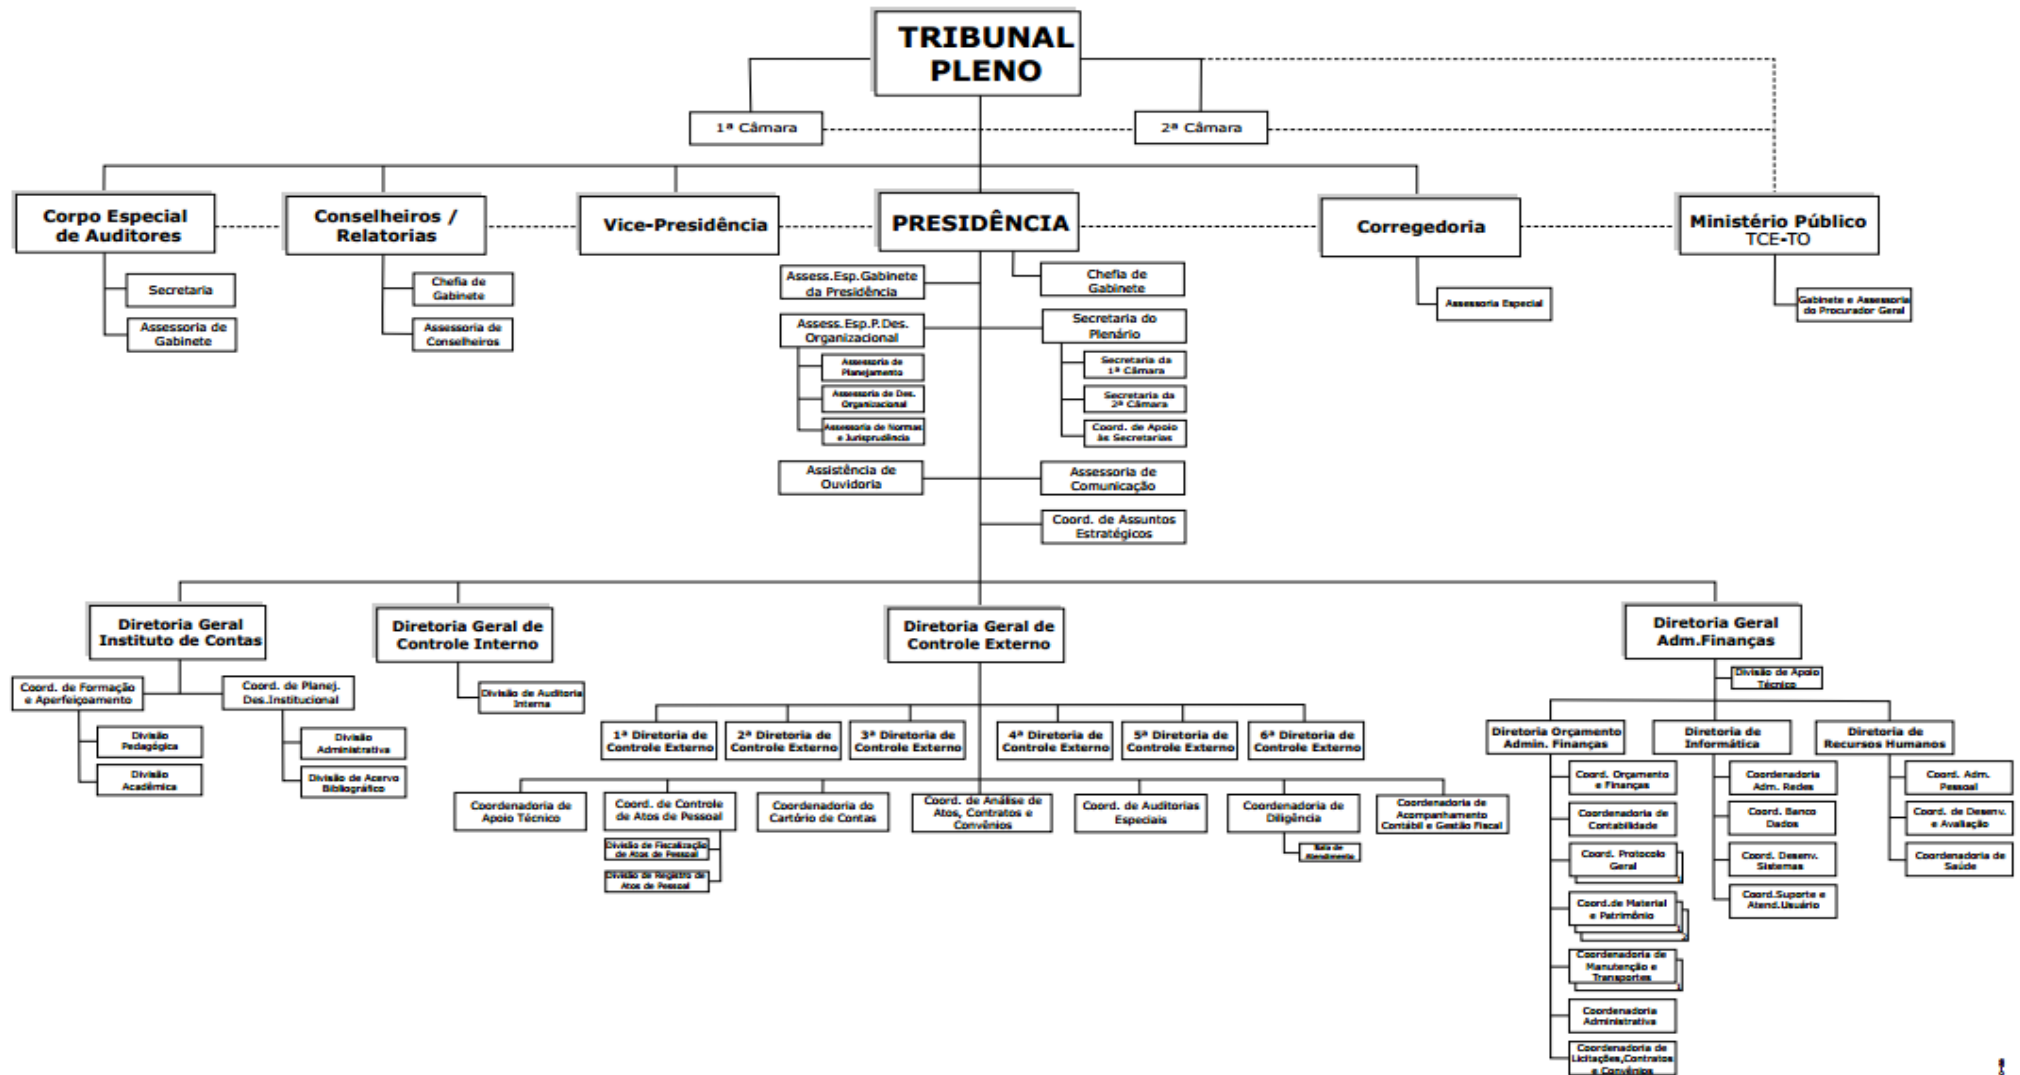 TRIBUNAL
PLENO
1ª Câmara
2ª Câmara
Corpo Especial
de Auditores
Conselheiros /
Relatorias
Vice-Presidência
PRESIDÊNCIA
Corregedoria
Ministério Público
TCE-TO
Secretaria
Assessoria de
Gabinete
Chefia de
Gabinete
Assessoria de
Conselheiros
Assess.Esp.Gabinete
da Presidência
Chefia de
Gabinete
Assess.Esp.P.Des.
Organizacional
Assessoria de
Planejamento
Assessoria de Des.
Organizacional
Assessoria de Normas
e Jurisprudência
Secretaria do
Plenário
Secretaria da
1ª Câmara
Secretaria da
2ª Câmara
Coord. de Apoio
às Secretarias
Assistência de
Ouvidoria
Assessoria de
Comunicação
Coord. de Assuntos
Estratégicos
Assessoria Especial
Gabinete e Assessoria
do Procurador Geral
Diretoria Geral
Instituto de Contas
Diretoria Geral de
Controle Interno
Diretoria Geral de
Controle Externo
Diretoria Geral
Adm.Finanças
Coord. de Formação
e Aperfeiçoamento
Divisão
Pedagógica
Divisão
Acadêmica
Coord. de Planej.
Des.Institucional
Divisão
Administrativa
Divisão de Acervo
Bibliográfico
Divisão de Auditoria
Interna
1ª Diretoria de
Controle Externo
2ª Diretoria de
Controle Externo
3ª Diretoria de
Controle Externo
4ª Diretoria de
Controle Externo
5ª Diretoria de
Controle Externo
6ª Diretoria de
Controle Externo
Coordenadoria de
Apoio Técnico
Coord. de Controle
de Atos de Pessoal
Divisão de Fiscalização
de Atos de Pessoal
Divisão de Registro de
Atos de Pessoal
Coordenadoria do
Cartório de Contas
Coord. de Análise de
Atos, Contratos e
Convênios
Coord. de Auditorias
Especiais
Coordenadoria de
Diligência
Sala de
Atendimento
Coordenadoria de
Acompanhamento
Contábil e Gestão Fiscal
Divisão de Apoio
Técnico
Diretoria Orçamento
Admin. Finanças
Diretoria de
Informática
Diretoria de
Recursos Humanos
Coord. Orçamento
e Finanças
Coordenadoria de
Contabilidade
Coord. Protocolo
Geral
1
Coord.de Material
e Patrimônio
1
2
Coordenadoria de
Manutenção e
Transportes
1
Coordenadoria
Administrativa
Coordenadoria de
Licitações,Contratos
e Convênios
Coordenadoria
Adm. Redes
Coord. Banco
Dados
Coord. Desenv.
Sistemas
Coord.Suporte e
Atend.Usuário
Coord. Adm.
Pessoal
Coord. de Desenv.
e Avaliação
Coordenadoria de
Saúde